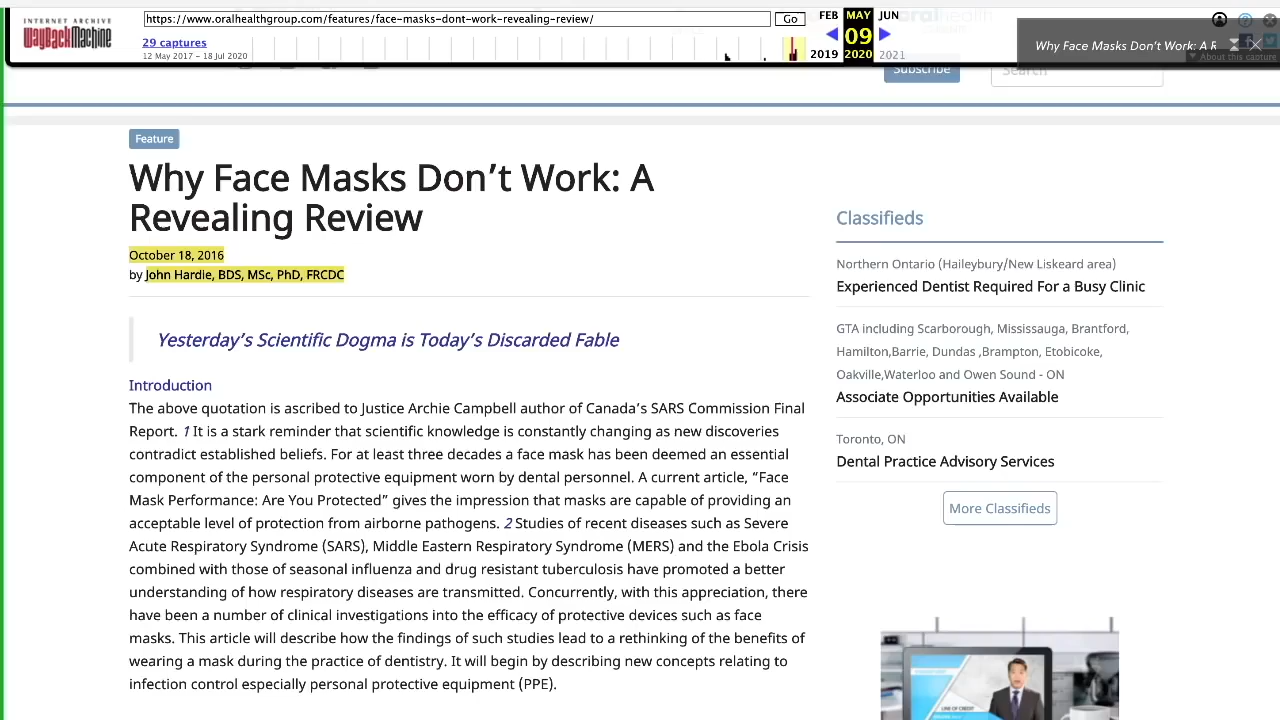 INTERNET ARCHIVE
WayBackMachine
https://www.oralhealthgroup.com/features/face-masks-dont-work-revealing-review/
Go
29 captures
12 May 2017 – 18 Jul 2020
FEB MAY JUN
09
2019 2020 2021
Why Face Masks Don't Work: A R
▼ About this capture
Subscribe
Search
Feature
Why Face Masks Don't Work: A
Revealing Review
October 18, 2016
by John Hardie, BDS, MSc, PhD, FRCDC
Yesterday's Scientific Dogma is Today's Discarded Fable
Introduction
The above quotation is ascribed to Justice Archie Campbell author of Canada's SARS Commission Final
Report. 1 It is a stark reminder that scientific knowledge is constantly changing as new discoveries
contradict established beliefs. For at least three decades a face mask has been deemed an essential
component of the personal protective equipment worn by dental personnel. A current article, “Face
Mask Performance: Are You Protected” gives the impression that masks are capable of providing an
acceptable level of protection from airborne pathogens. 2 Studies of recent diseases such as Severe
Acute Respiratory Syndrome (SARS), Middle Eastern Respiratory Syndrome (MERS) and the Ebola Crisis
combined with those of seasonal influenza and drug resistant tuberculosis have promoted a better
understanding of how respiratory diseases are transmitted. Concurrently, with this appreciation, there
have been a number of clinical investigations into the efficacy of protective devices such as face
masks. This article will describe how the findings of such studies lead to a rethinking of the benefits of
wearing a mask during the practice of dentistry. It will begin by describing new concepts relating to
infection control especially personal protective equipment (PPE).
Classifieds
Northern Ontario (Haileybury/New Liskeard area)
Experienced Dentist Required For a Busy Clinic
GTA including Scarborough, Mississauga, Brantford,
Hamilton,Barrie, Dundas ,Brampton, Etobicoke,
Oakville,Waterloo and Owen Sound - ON
Associate Opportunities Available
Toronto, ON
Dental Practice Advisory Services
More Classifieds
LINE OF CREDIT